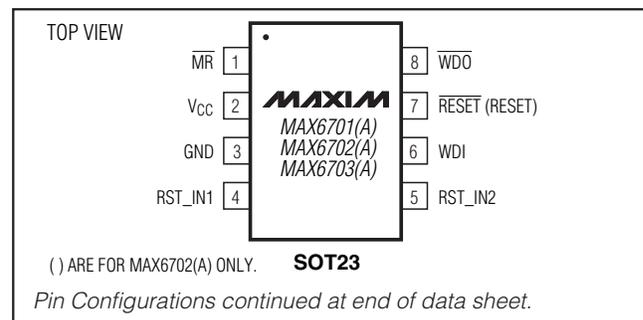 TOP VIEW
MR 1
8 WDO
VCC 2
MAXIM
7 RESET (RESET)
MAX6701(A)
MAX6702(A)
MAX6703(A)
GND 3
6 WDI
RST_IN1 4
5 RST_IN2
( ) ARE FOR MAX6702(A) ONLY.
SOT23
Pin Configurations continued at end of data sheet.